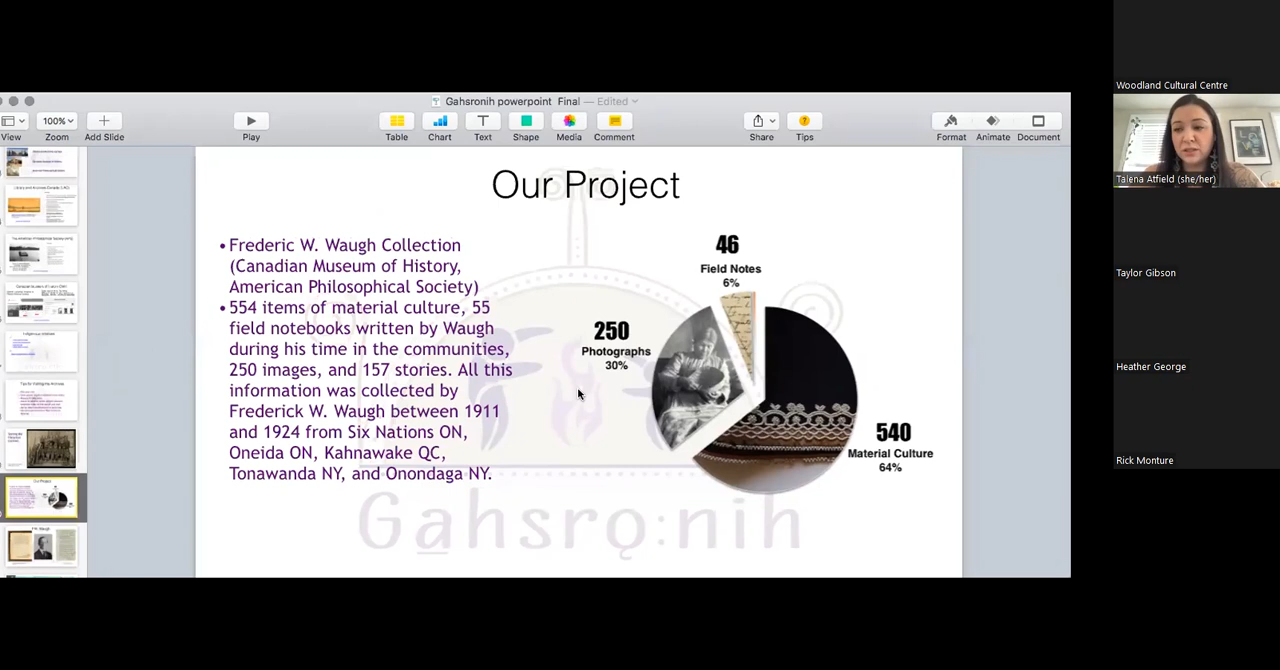 Gahsronih powerpoint Final — Edited
100%
View
Zoom
Add Slide
Play
Table
Chart
Text
Shape
Media
Comment
Share
Tips
Format
Animate
Document
Our Project
•Frederic W. Waugh Collection
(Canadian Museum of History,
American Philosophical Society)
•554 items of material culture, 55
field notebooks written by Waugh
during his time in the communities,
250 images, and 157 stories. All this
information was collected by
Frederick W. Waugh between 1911
and 1924 from Six Nations ON,
Oneida ON, Kahnawake QC,
Tonawanda NY, and Onondaga NY.
46
Field Notes
6%
250
Photographs
30%
540
Material Culture
64%
Ga̲hsrǫ:nih
Our Project
Woodland Cultural Centre
Talena Atfield (she/her)
Taylor Gibson
Heather George
Rick Monture